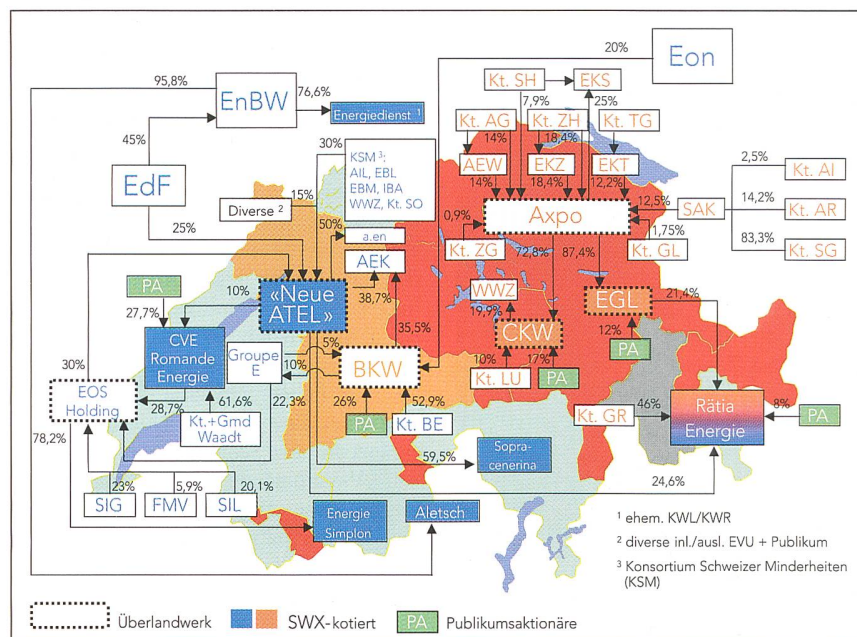 20%
Eon
95,8%
EnBW
76,6%
Energiedienst ¹
Kt. SH
EKS
7,9%
25%
Kt. AG
Kt. ZH
Kt. TG
45%
30%
KSM ³;
AIL, EBL
EBM, IBA
WWZ, Kt. SO
14%
18,4%
AEW
EKZ
EKT
EdF
15%
Diverse ²
14%
18,4%
12,2%
2,5%
Kt. AI
12,5%
SAK
14,2%
Kt. AR
Axpo
25%
50%
a.en
0,9%
1,75%
83,3%
Kt. SG
Kt. ZG
72,8%
87,4%
Kt. GL
AEK
PA
10%
«Neue
ATEL»
38,7%
WWZ
EGL
21,4%
27,7%
19,9%
35,5%
CKW
12%
CVE
Romande
Energie
Groupe
E
5%
BKW
PA
30%
10%
10%
17%
EOS
Holding
Kt. LU
PA
28,7%
61,6%
22,3%
26%
52,9%
Kt. GR
46%
Rätia
Energie
8%
PA
78,2%
Kt.+Gmd
Waadt
PA
Kt. BE
59,5%
Sopra-
cenerina
24,6%
23%
5,9%
20,1%
SIG
FMV
SIL
Energie
Simplon
Aletsch
¹ ehem. KWL/KWR
² diverse inl./ausl. EVU + Publikum
³ Konsortium Schweizer Minderheiten
(KSM)
Überlandwerk
SWX-kotiert
PA
Publikumsaktionäre